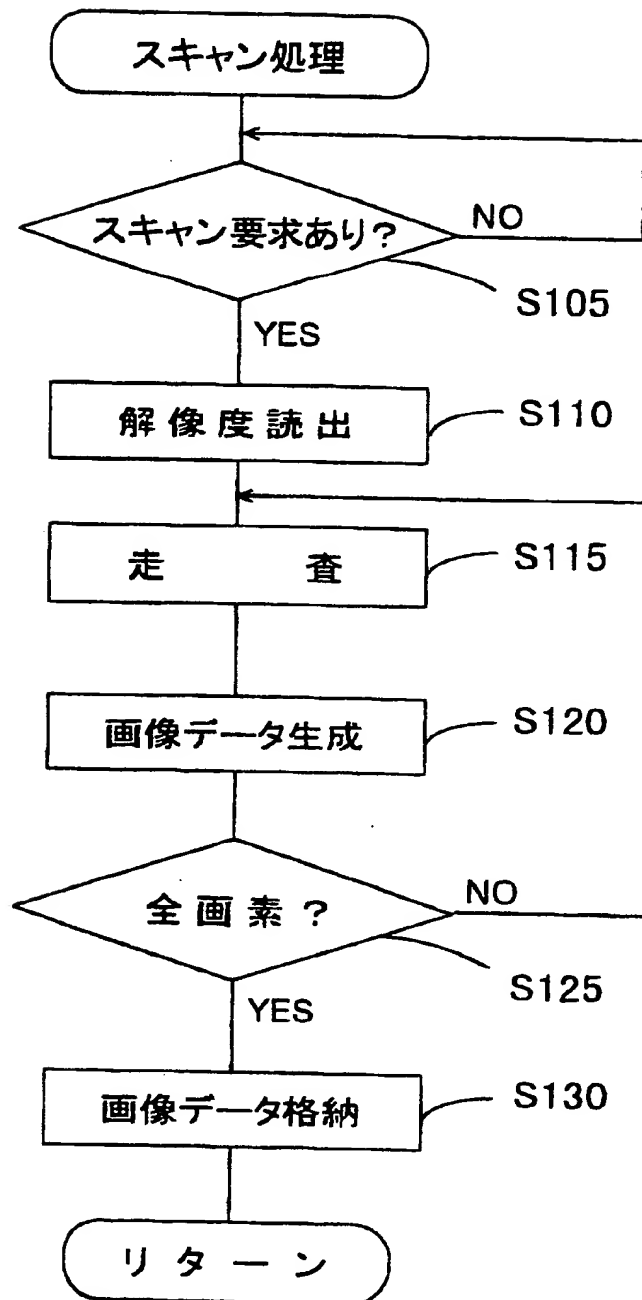 スキャン処理
スキャン要求あり?
NO
S105
YES
解像度読出
S110
走 査
S115
画像データ生成
S120
全画素?
NO
S125
YES
画像データ格納
S130
リターン